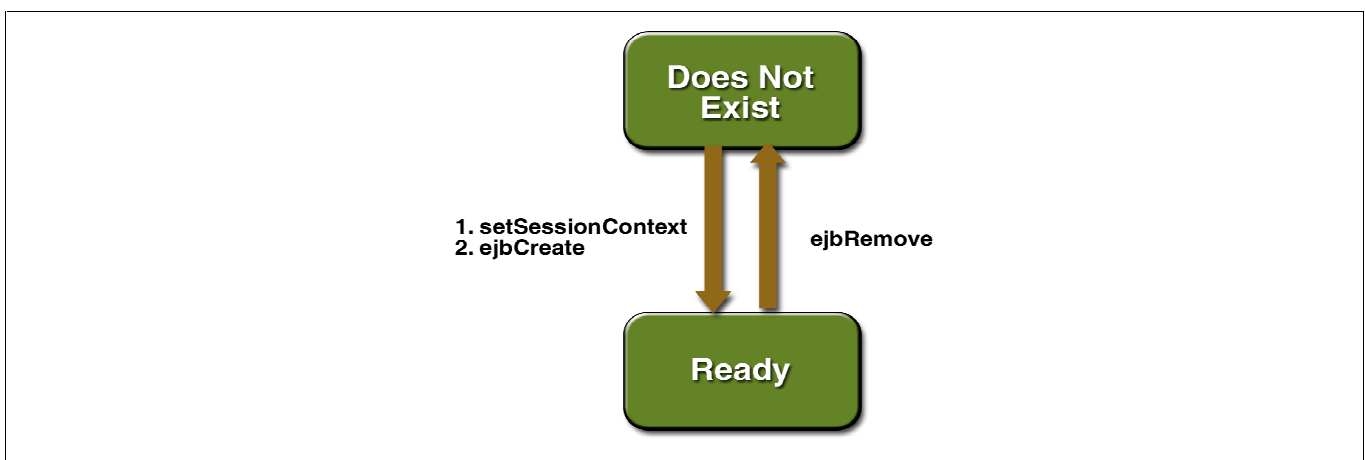 Does Not
Exist
1. setSessionContext
2. ejbCreate
ejbRemove
Ready